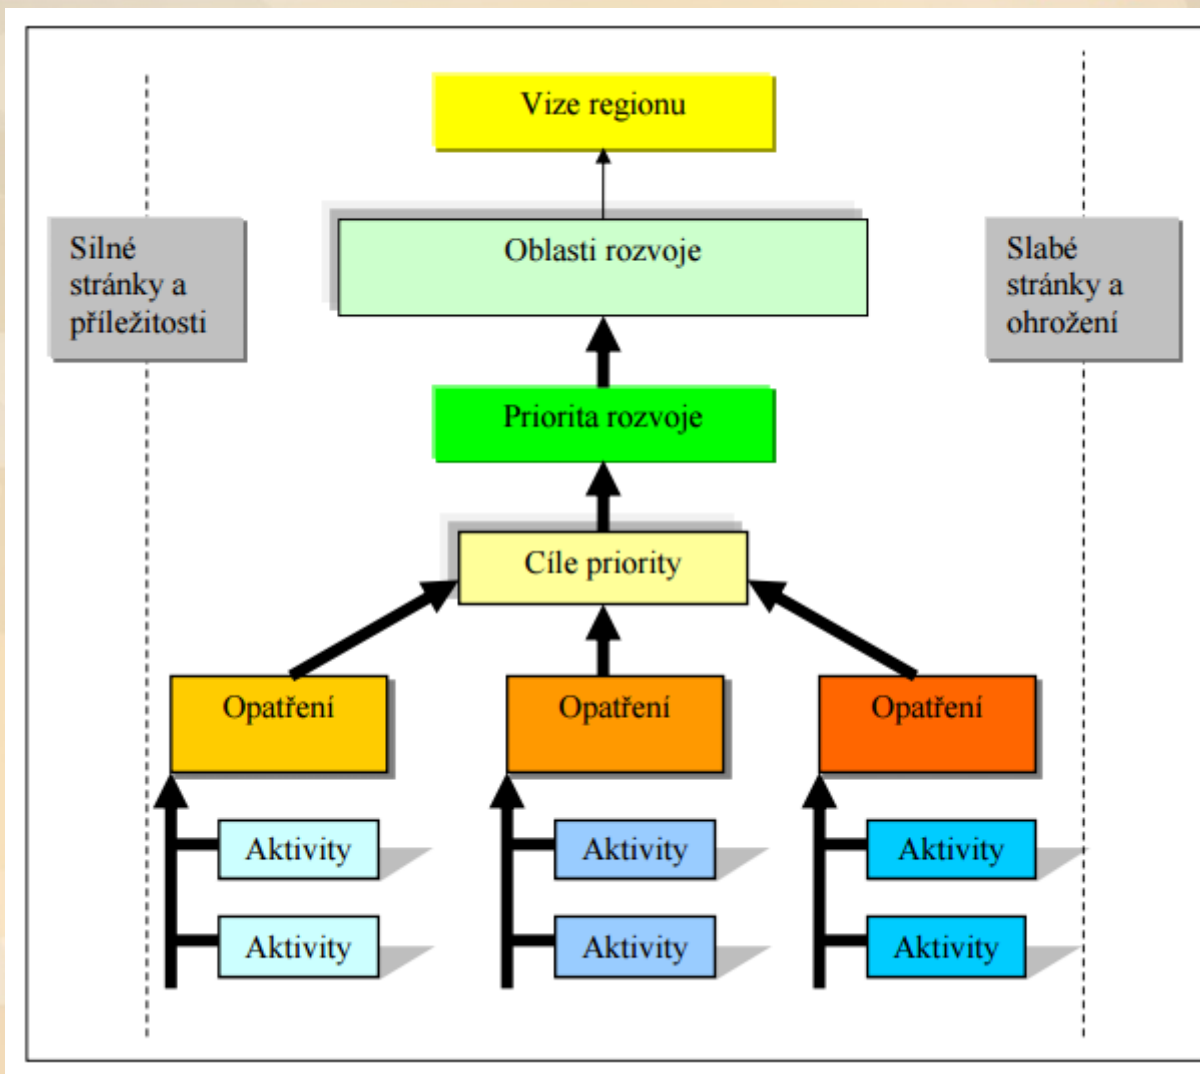 Vize regionu
Silné
stránky a
příležitosti
Oblasti rozvoje
Slabé
stránky a
ohrožení
Priorita rozvoje
Cíle priority
Opatření
Opatření
Opatření
Aktivity
Aktivity
Aktivity
Aktivity
Aktivity
Aktivity